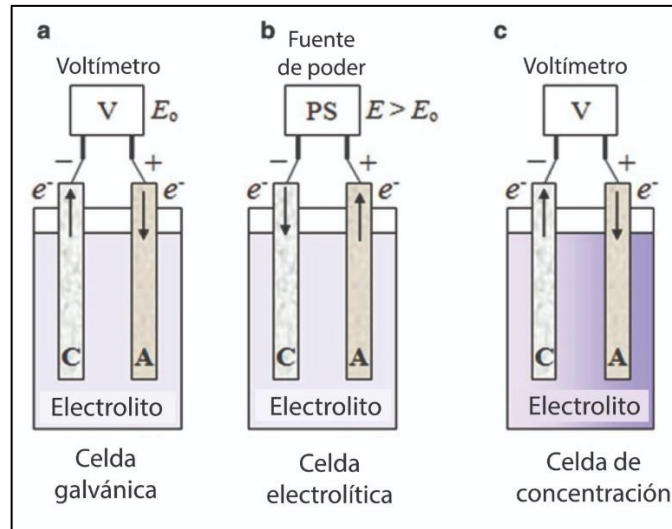 a
Voltímetro
V E₀
− +
e⁻ e⁻
C A
Electrolito
Celda
galvánica
b
Fuente
de poder
PS E > E₀
− +
e⁻ e⁻
C A
Electrolito
Celda
electrolítica
c
Voltímetro
V
− +
e⁻ e⁻
C A
Electrolito
Celda de
concentración